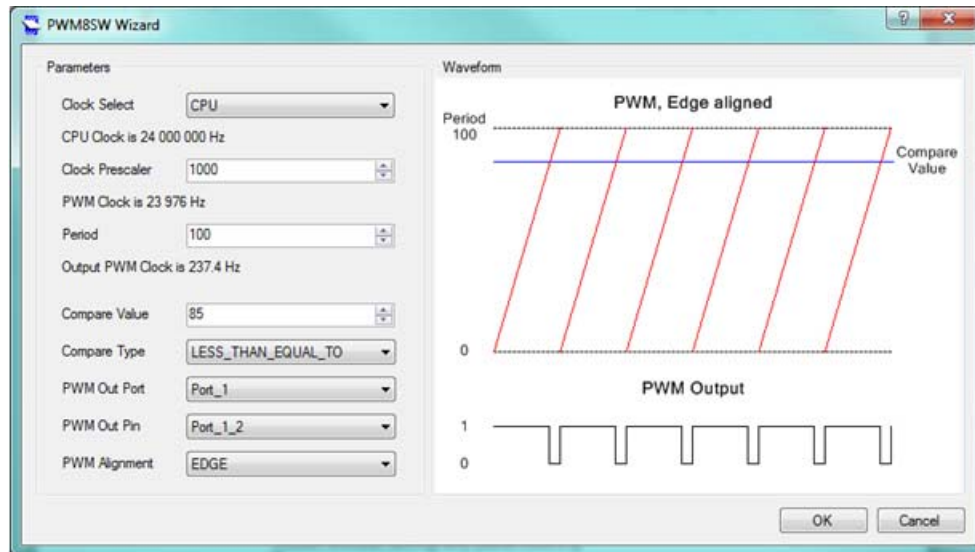 PWM8SW Wizard
Parameters
Clock Select
CPU
CPU Clock is 24 000 000 Hz
Clock Prescaler
1000
PWM Clock is 23 976 Hz
Period
100
Output PWM Clock is 237.4 Hz
Compare Value
85
Compare Type
LESS_THAN_EQUAL_TO
PWM Out Port
Port_1
PWM Out Pin
Port_1_2
PWM Alignment
EDGE
Waveform
PWM, Edge aligned
Period
100
Compare
Value
0
PWM Output
1
0
OK
Cancel